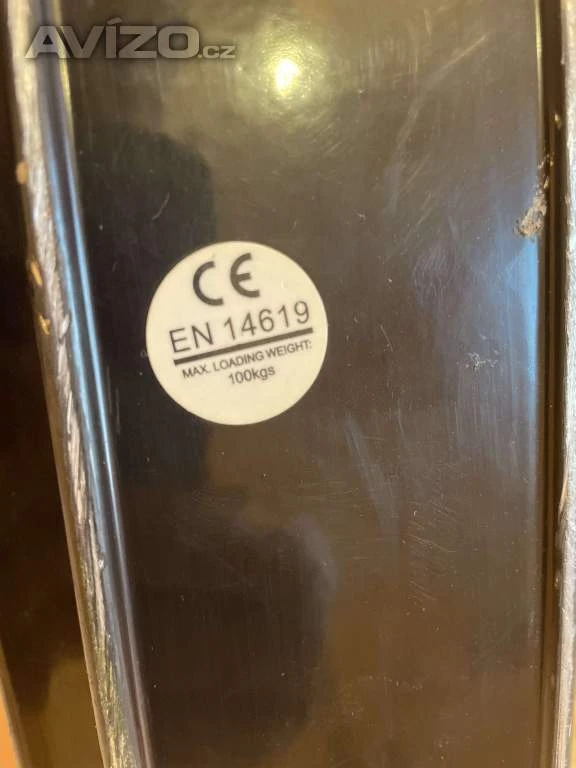 AVÍZO.cz
CE
EN 14619
MAX. LOADING WEIGHT:
100kgs